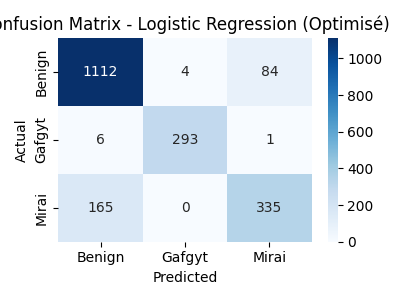 onfusion Matrix - Logistic Regression (Optimisé)
Benign 1112 4 84
Gafgyt 6 293 1
Mirai 165 0 335
Actual
Benign Gafgyt Mirai
Predicted
1000
800
600
400
200
0